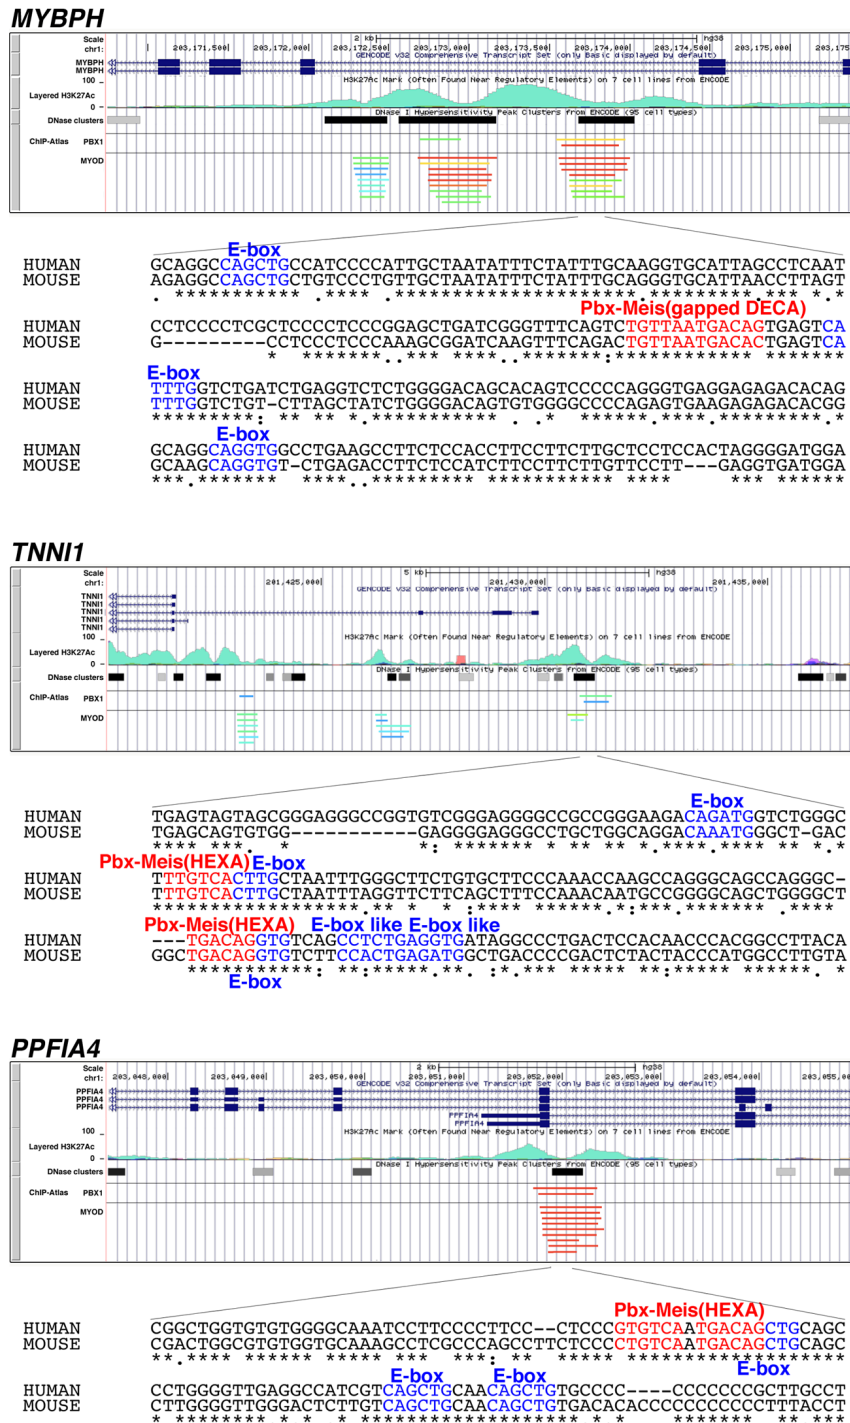 MYBPH
Scale 2 kb hg38
chr1: 203,171,500 203,172,000 203,172,500 203,173,000 203,173,500 203,174,000 203,174,500 203,175,000 203,175
GENCODE v32 Comprehensive Transcript Set (only Basic displayed by default)
MYBPH
MYBPH
H3K27Ac Mark (Often Found Near Regulatory Elements) on 7 cell lines from ENCODE
100
Layered H3K27Ac
0
DNase I Hypersensitivity Peak Clusters from ENCODE (95 cell types)
DNase clusters
ChIP-Atlas PBX1
MYOD
E-box
HUMAN GCAGGCCAGCTGCCATCCCCATTGCTAATATTTCTATTTGCAAGGTGCATTAGCCTCAAT
MOUSE AGAGGCCAGCTGCTGTCCCTGTTGCTAATATTTCTATTTGCAGGGTGCATTAACCTTAGT
Pbx-Meis(gapped DECA)
HUMAN CCTCCCCTCGCTCCCCTCCCGGAGCTGATCGGGTTTCAGTCTGTTAATGACAGTGAGTCA
MOUSE G---------CCTCCCTCCCAAAGCGGATCAAGTTTCAGACTGTTAATGACACTGAGTCA
E-box
HUMAN TTTGGTCTGATCTGAGGTCTCTGGGGACAGCACAGTCCCCCAGGGTGAGGAGAGACACAG
MOUSE TTTGGTCTGT-CTTAGCTATCTGGGGACAGTGTGGGGCCCCAGAGTGAAGAGAGACACGG
E-box
HUMAN GCAGGCAGGTGGCCTGAAGCCTTCTCCACCTTCCTTCTTGCTCCTCCACTAGGGGATGGA
MOUSE GCAAGCAGGTGT-CTGAGACCTTCTCCATCTTCCTTCTTGTTCCTT---GAGGTGATGGA
TNNI1
Scale 5 kb hg38
chr1: 201,425,000 201,430,000 201,435,000
GENCODE v32 Comprehensive Transcript Set (only Basic displayed by default)
TNNI1
TNNI1
TNNI1
TNNI1
TNNI1
H3K27Ac Mark (Often Found Near Regulatory Elements) on 7 cell lines from ENCODE
100
Layered H3K27Ac
0
DNase I Hypersensitivity Peak Clusters from ENCODE (95 cell types)
DNase clusters
ChIP-Atlas PBX1
MYOD
E-box
HUMAN TGAGTAGTAGCGGGAGGGCCGGTGTCGGGAGGGGCCGCCGGGAAGACAGATGGTCTGGGC
MOUSE TGAGCAGTGTGG-----------GAGGGGAGGGCCTGCTGGCAGGACAAATGGGCT-GAC
Pbx-Meis(HEXA) E-box
HUMAN TTTGTCACTTGCTAATTTGGGCTTCTGTGCTTCCCAAACCAAGCCAGGGCAGCCAGGGC-
MOUSE TTTGTCACTTGCTAATTTAGGTTCTTCAGCTTTCCAAACAATGCCGGGGCAGCTGGGGCT
Pbx-Meis(HEXA) E-box like E-box like
HUMAN ---TGACAGGTGTCAGCCTCTGAGGTGATAGGCCCTGACTCCACAACCCACGGCCTTACA
MOUSE GGCTGACAGGTGTCTTCCACTGAGATGGCTGACCCCGACTCTACTACCCATGGCCTTGTA
E-box
PPFIA4
Scale 2 kb hg38
chr1: 203,048,000 203,049,000 203,050,000 203,051,000 203,052,000 203,053,000 203,054,000 203,055,00
GENCODE v32 Comprehensive Transcript Set (only Basic displayed by default)
PPFIA4
PPFIA4
PPFIA4
PPFIA4
PPFIA4
H3K27Ac Mark (Often Found Near Regulatory Elements) on 7 cell lines from ENCODE
100
Layered H3K27Ac
0
DNase I Hypersensitivity Peak Clusters from ENCODE (95 cell types)
DNase clusters
ChIP-Atlas PBX1
MYOD
Pbx-Meis(HEXA)
HUMAN CGGCTGGTGTGTGGGGCAAATCCTTCCCCTTCC--CTCCCGTGTCAATGACAGCTGCAGC
MOUSE CGACTGGCGTGTGGTGCAAAGCCTCGCCCAGCCTTCTCCCCTGTCAATGACAGCTGCAGC
E-box E-box E-box
HUMAN CCTGGGGTTGAGGCCATCGTCAGCTGCAACAGCTGTGCCCC----CCCCCCCGCTTGCCT
MOUSE CTTGGGGTTGGGACTCTTGTCAGCTGCAACAGCTGTGACACACCCCCCCCCCCTTTACCT